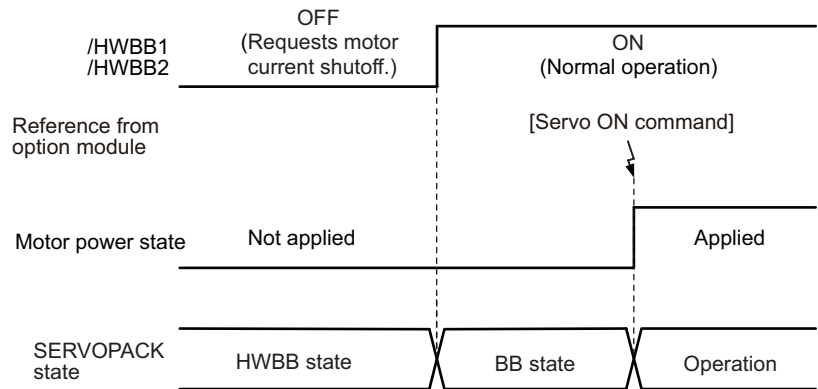 OFF
(Requests motor
current shutoff.)
/HWBB1
/HWBB2
ON
(Normal operation)
Reference from
option module
[Servo ON command]
Motor power state
Not applied
Applied
SERVOPACK
state
HWBB state
BB state
Operation